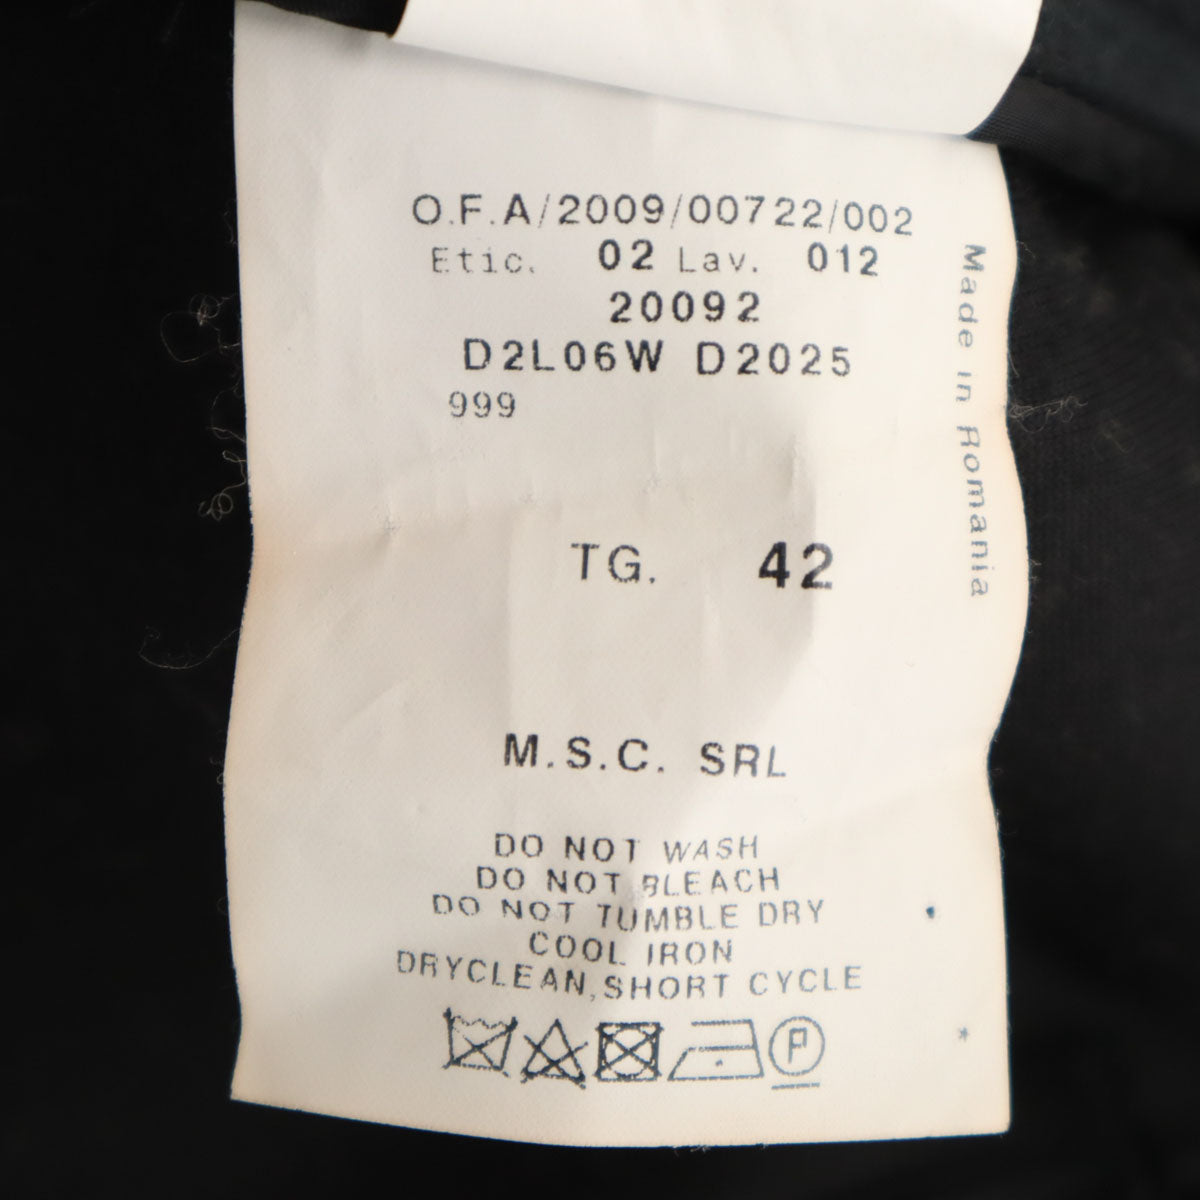 O.F.A/2009/00722/002
Etic. 02 Lav. 012
20092
D2L06W D2025
999
Made in Romania
TG. 42
M.S.C. SRL
DO NOT WASH
DO NOT BLEACH
DO NOT TUMBLE DRY
COOL IRON
DRYCLEAN,SHORT CYCLE
P